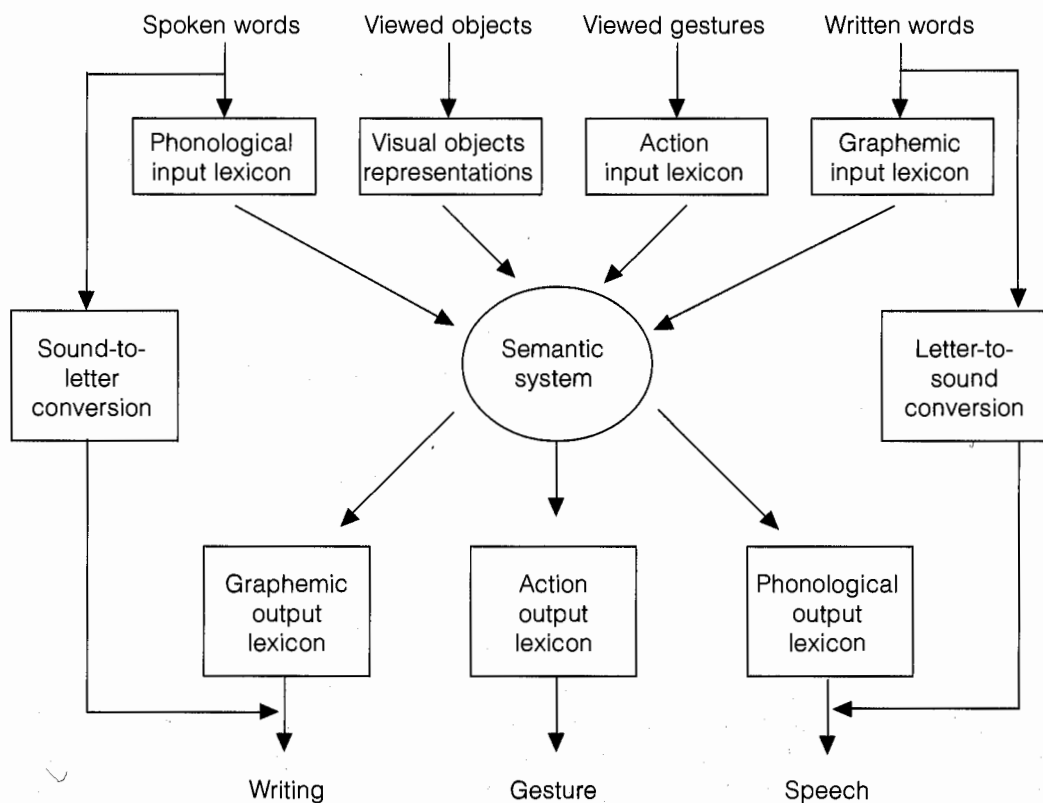 Spoken words
Viewed objects
Viewed gestures
Written words
Phonological
input lexicon
Visual objects
representations
Action
input lexicon
Graphemic
input lexicon
Sound-to-
letter
conversion
Semantic
system
Letter-to-
sound
conversion
Graphemic
output
lexicon
Action
output
lexicon
Phonological
output
lexicon
Writing
Gesture
Speech